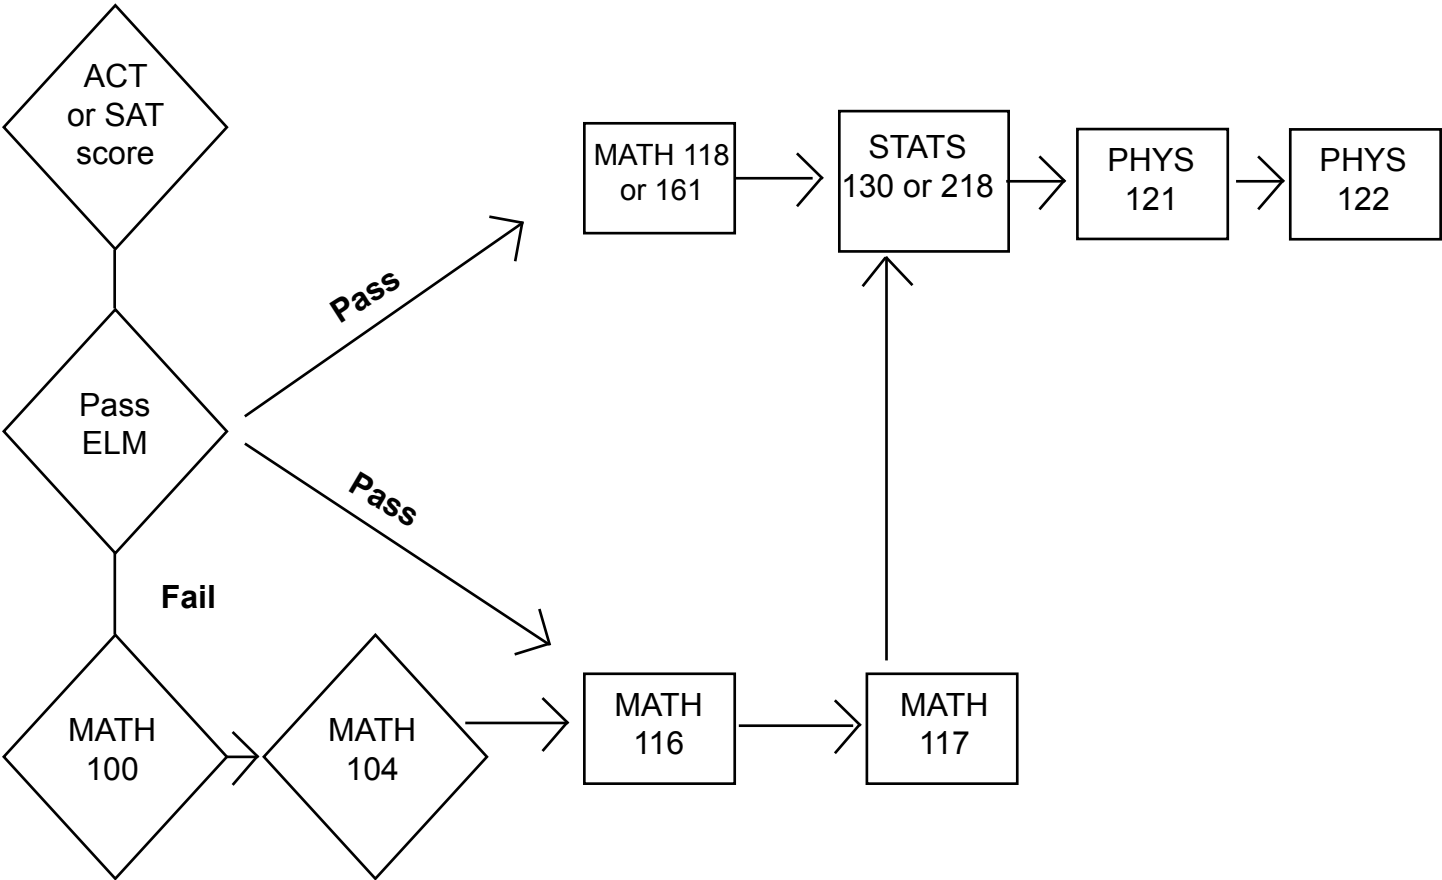 ACT
or SAT
score
MATH 118
or 161
STATS
130 or 218
PHYS
121
PHYS
122
Pass
Pass
ELM
Pass
Fail
MATH
100
MATH
104
MATH
116
MATH
117